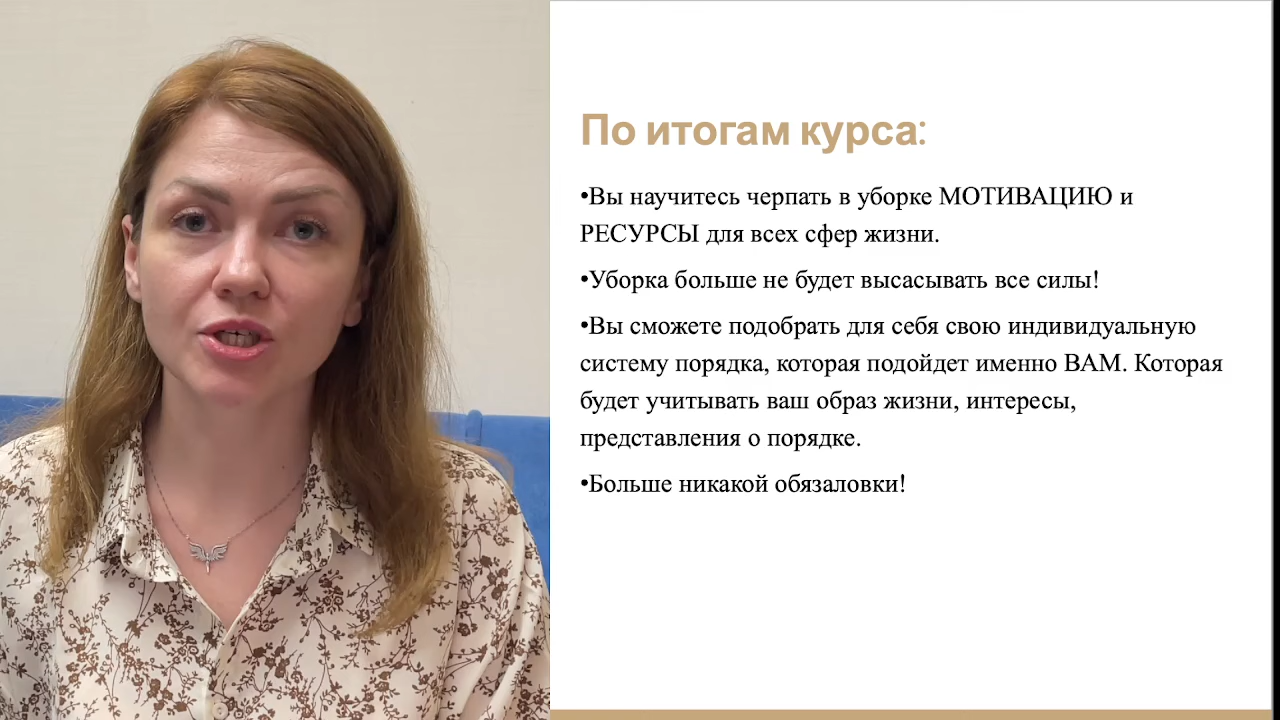 По итогам курса:
•Вы научитесь черпать в уборке МОТИВАЦИЮ и
РЕСУРСЫ для всех сфер жизни.
•Уборка больше не будет высасывать все силы!
•Вы сможете подобрать для себя свою индивидуальную
систему порядка, которая подойдет именно ВАМ. Которая
будет учитывать ваш образ жизни, интересы,
представления о порядке.
•Больше никакой обязаловки!